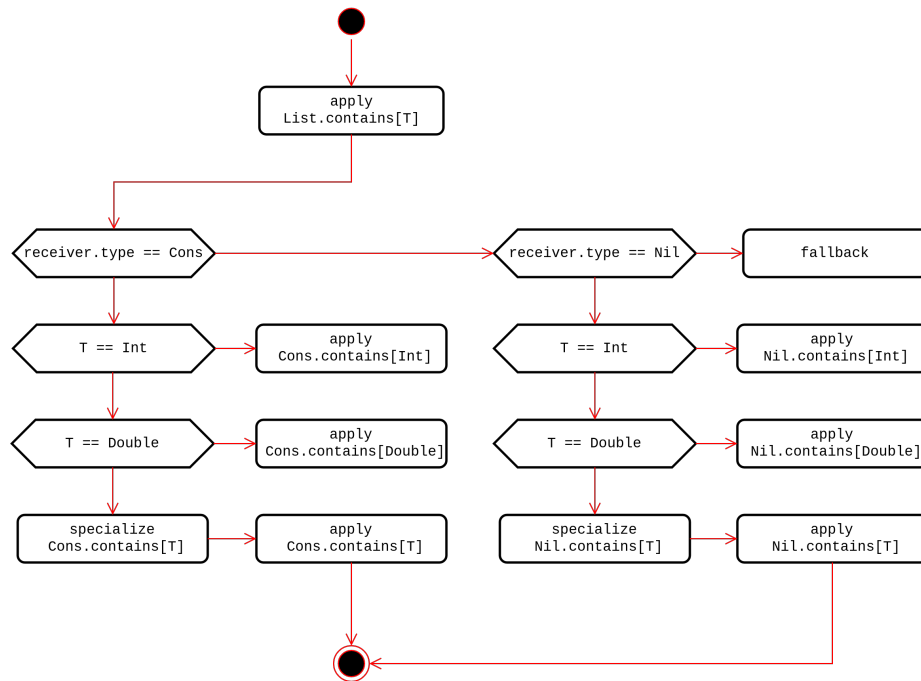 apply
List.contains[T]
receiver.type == Cons
receiver.type == Nil
fallback
T == Int
apply
Cons.contains[Int]
T == Int
apply
Nil.contains[Int]
T == Double
apply
Cons.contains[Double]
T == Double
apply
Nil.contains[Double]
specialize
Cons.contains[T]
apply
Cons.contains[T]
specialize
Nil.contains[T]
apply
Nil.contains[T]